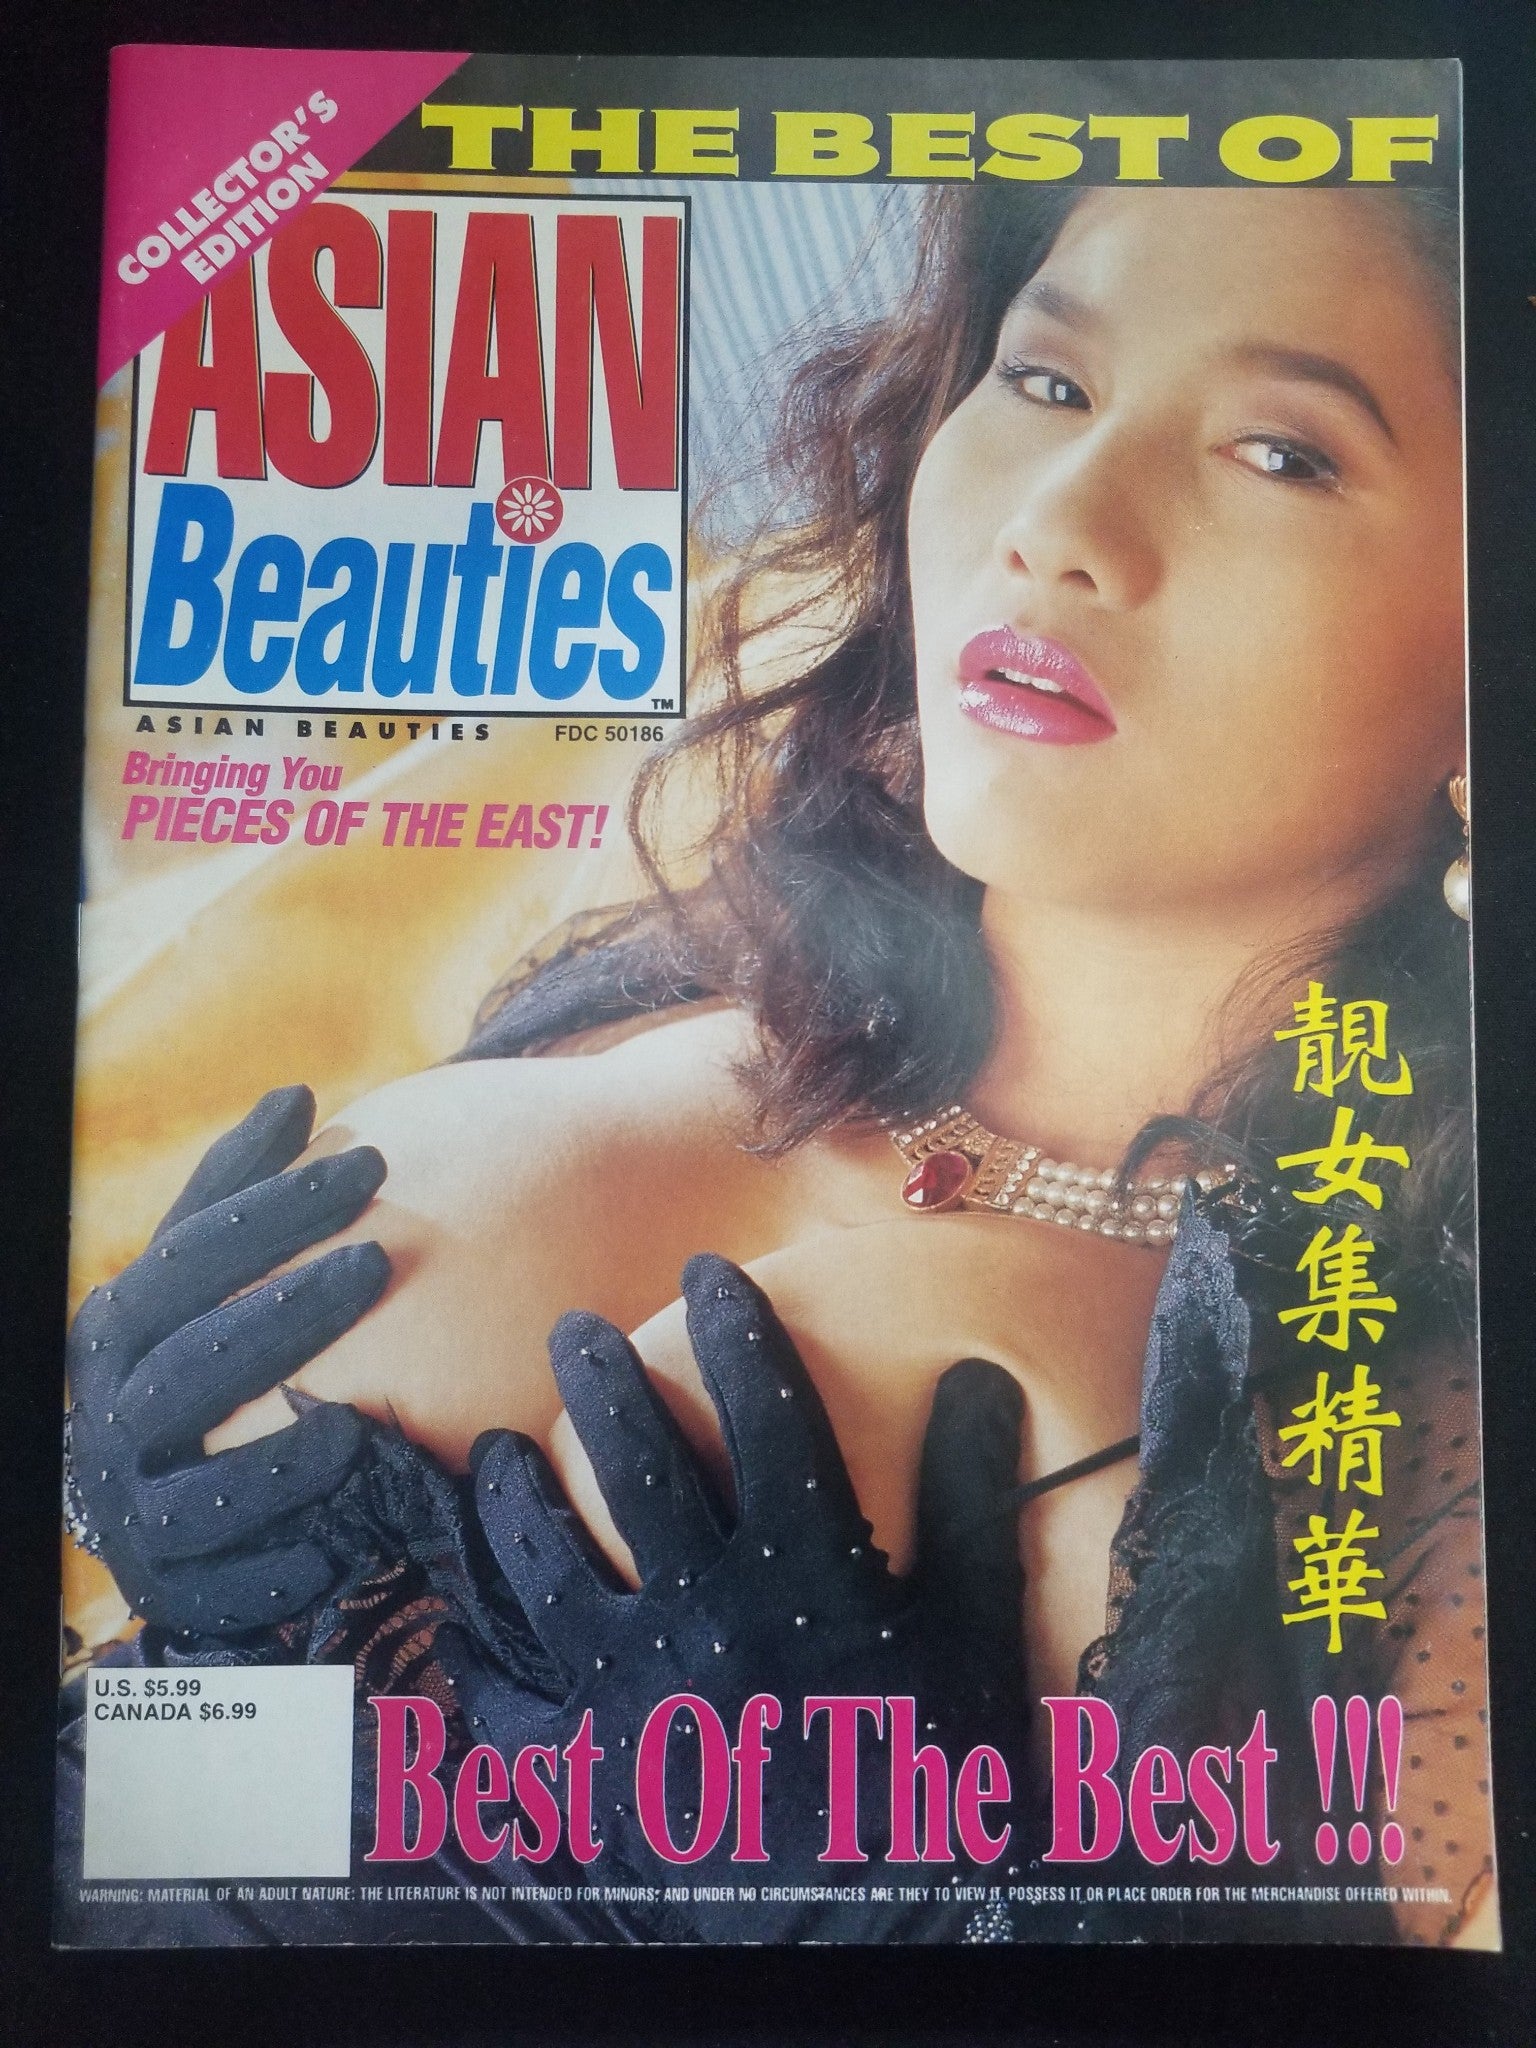 COLLECTOR'S
EDITION
THE BEST OF
ASIAN
Beauties
TM
ASIAN BEAUTIES FDC 50186
Bringing You
PIECES OF THE EAST!
靚女集精華
U.S. $5.99
CANADA $6.99
Best Of The Best !!!
WARNING: MATERIAL OF AN ADULT NATURE: THE LITERATURE IS NOT INTENDED FOR MINORS; AND UNDER NO CIRCUMSTANCES ARE THEY TO VIEW IT, POSSESS IT OR PLACE ORDER FOR THE MERCHANDISE OFFERED WITHIN.